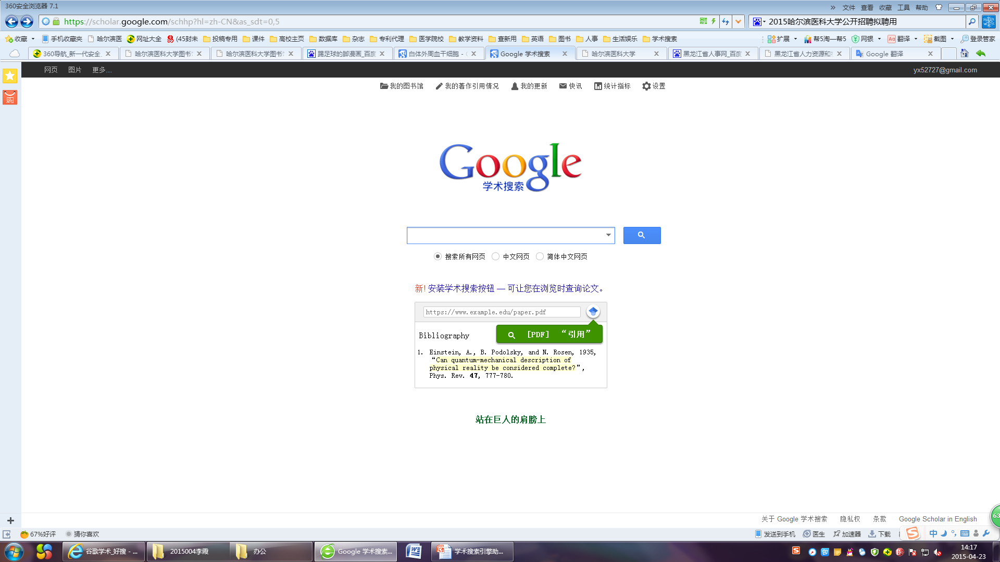 360安全浏览器 7.1
» 文件 查看 收藏 工具 帮助
https://scholar.google.com/schhp?hl=zh-CN&as_sdt=0,5
2015哈尔滨医科大学公开招聘拟聘用
收藏 手机收藏夹 哈尔滨医 网址大全 (45封未 投稿专用 课件 高校主页 数据库 杂志 专利代理 医学院校 教学资料 查新用 英语 图书 人事 生活娱乐 学术搜索
扩展 帮5淘—帮5 网银 翻译 截图 登录管家
360导航_新一代安全 哈尔滨医科大学图书 哈尔滨医科大学图书 踢足球的脚漫画_百度 白体外周血干细胞 - Google 学术搜索 哈尔滨医科大学 黑龙江省人事网_百度 黑龙江省人力资源和 Google 翻译
网页 图片 更多...
yx52727@gmail.com
购
我的图书馆 我的著作引用情况 我的更新 快讯 统计指标 设置
Google
学术搜索
搜索所有网页 中文网页 简体中文网页
新! 安装学术搜索按钮 — 可让您在浏览时查询论文。
https://www.example.edu/paper.pdf
Bibliography
[PDF] “引用”
1. Einstein, A., B. Podolsky, and N. Rosen, 1935,
“Can quantum-mechanical description of
physical reality be considered complete?”,
Phys. Rev. 47, 777-780.
站在巨人的肩膀上
63
关于 Google 学术搜索 隐私权 条款 Google Scholar in English
67%好评 猜你喜欢
发送到手机 医生 加速器 下载
中
谷歌学术_好搜 - ... 2015004李霞 办公 Google 学术搜索... 学术搜索引擎助...
14:17
2015-04-23